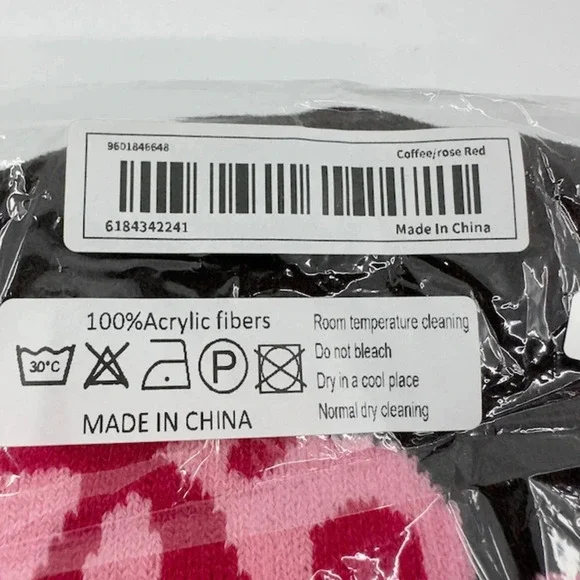 9601846648
Coffee/rose Red
6184342241
Made In China
100%Acrylic fibers
30°C
P
MADE IN CHINA
Room temperature cleaning
Do not bleach
Dry in a cool place
Normal dry cleaning